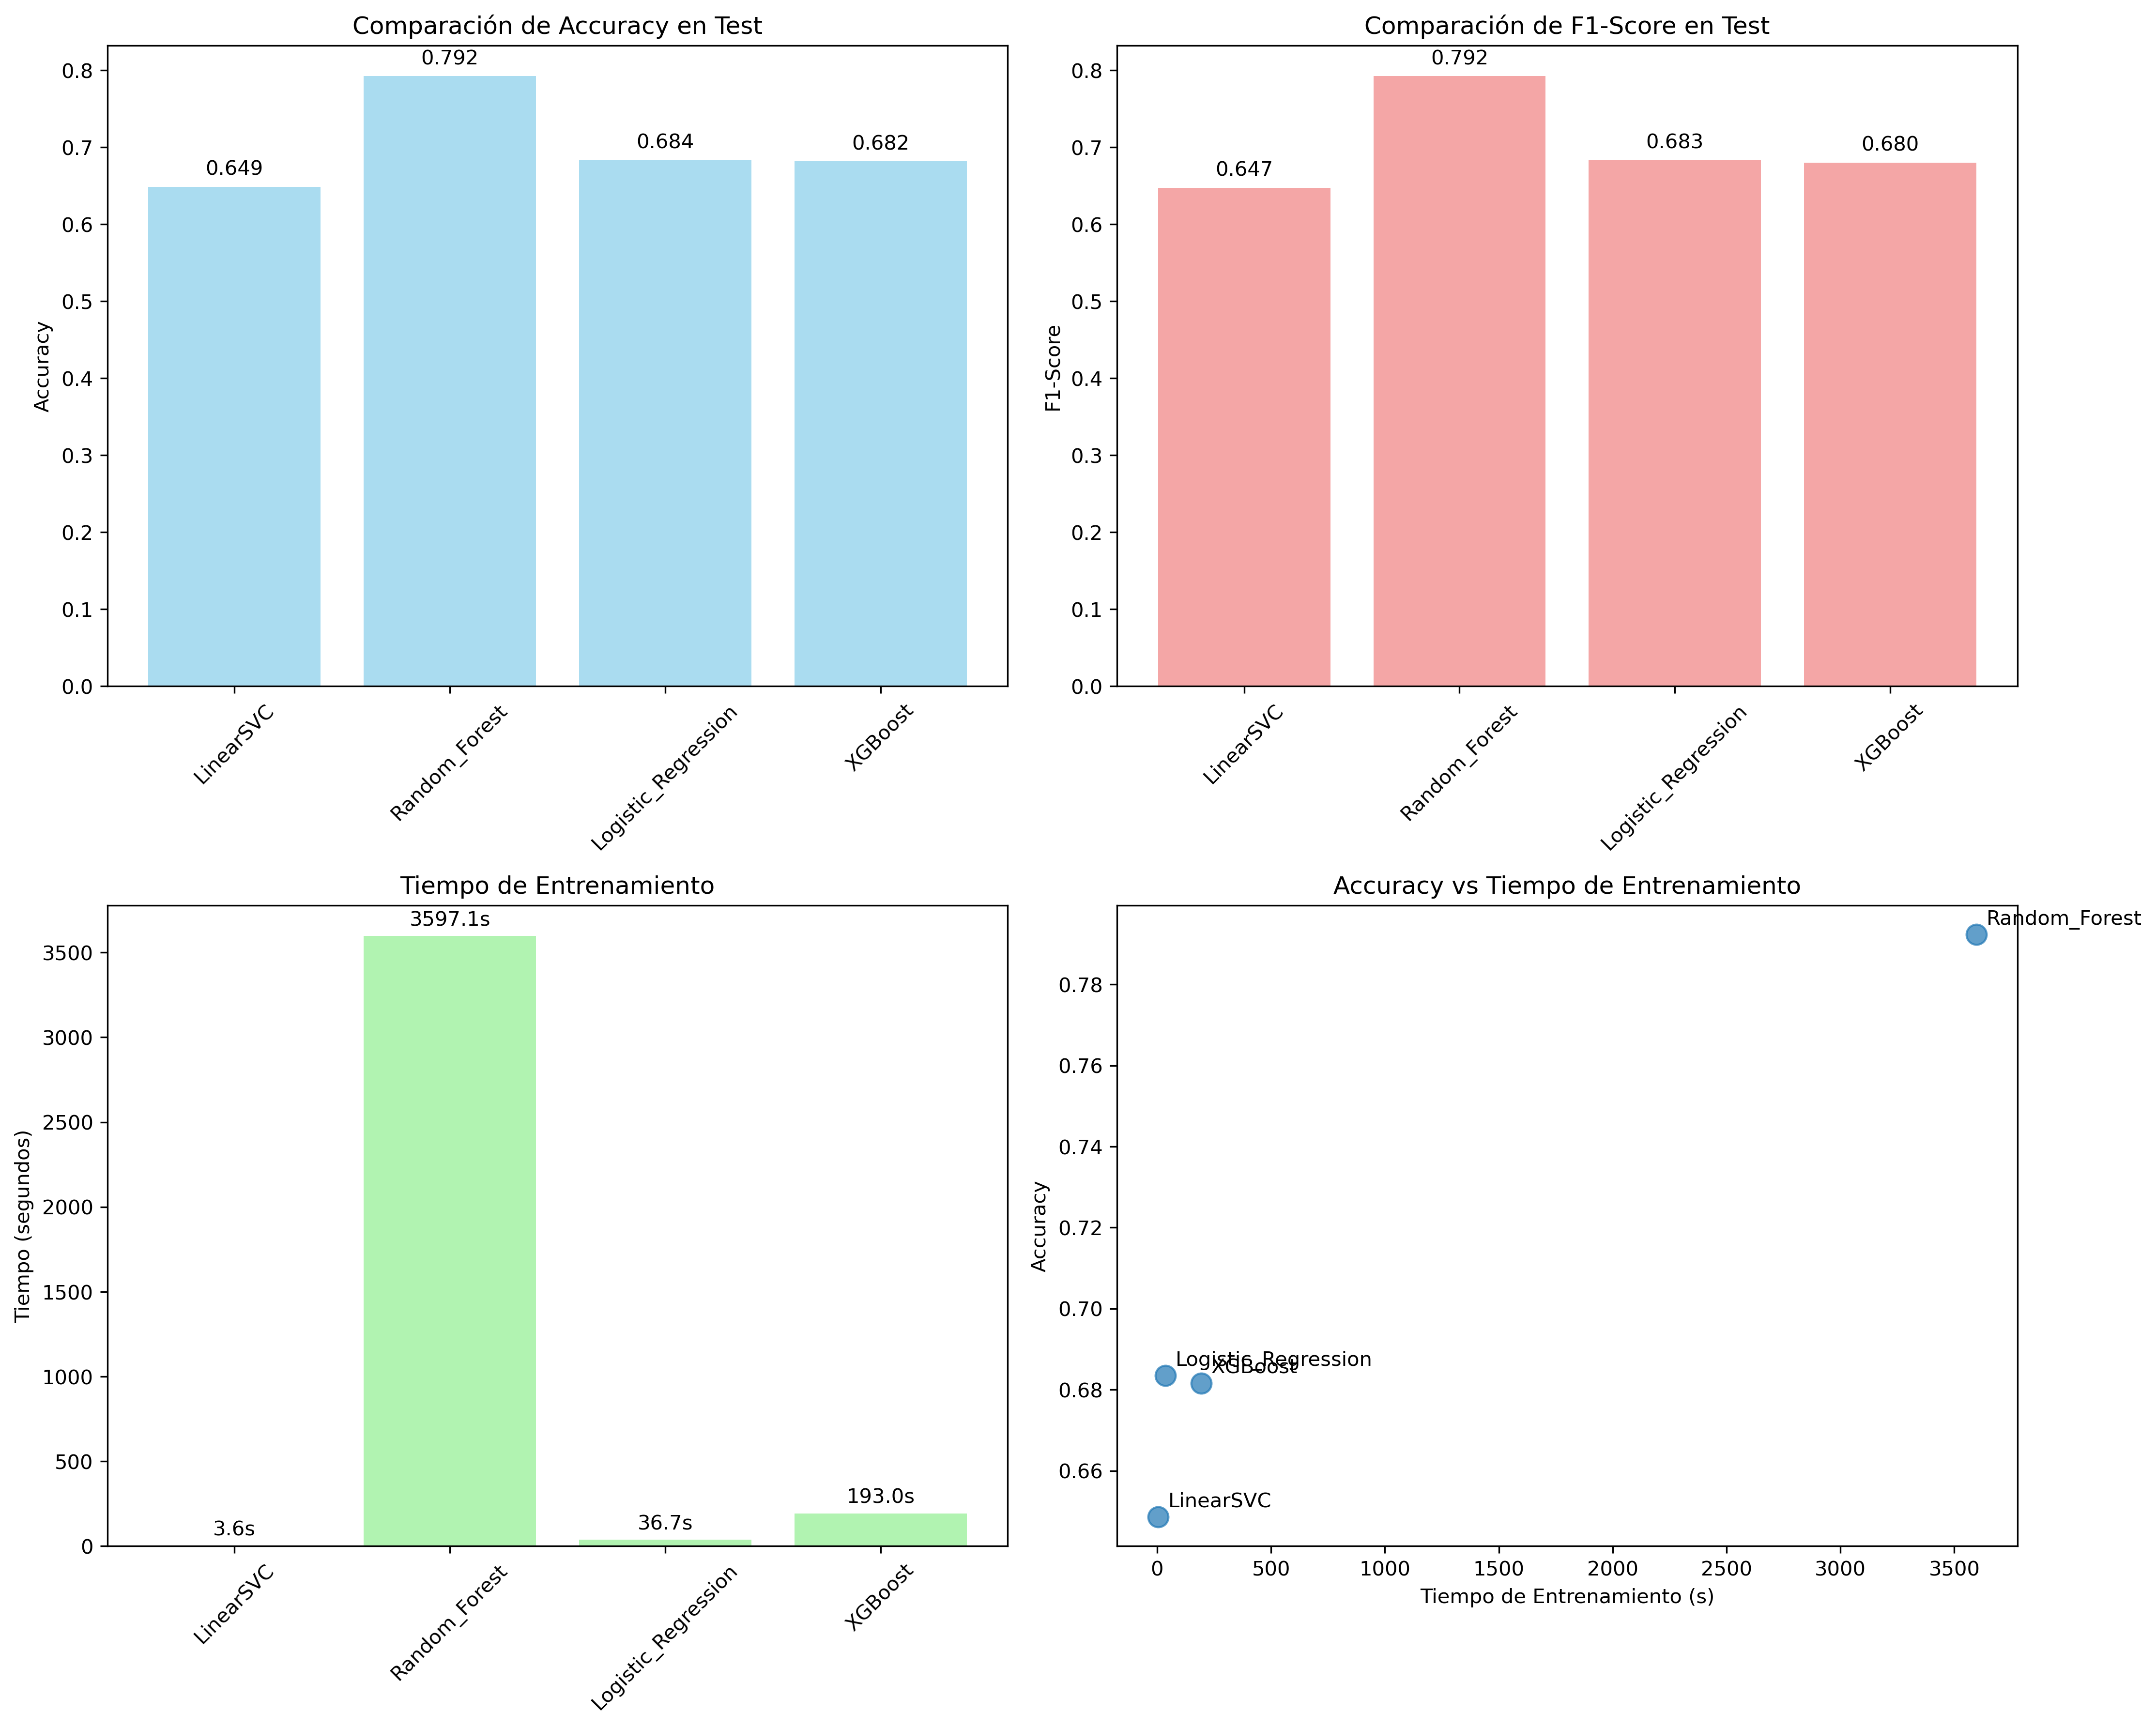 Comparación de Accuracy en Test
Accuracy
0.8
0.7
0.6
0.5
0.4
0.3
0.2
0.1
0.0
0.649
0.792
0.684
0.682
LinearSVC
Random_Forest
Logistic_Regression
XGBoost
Comparación de F1-Score en Test
F1-Score
0.8
0.7
0.6
0.5
0.4
0.3
0.2
0.1
0.0
0.647
0.792
0.683
0.680
LinearSVC
Random_Forest
Logistic_Regression
XGBoost
Tiempo de Entrenamiento
Tiempo (segundos)
3500
3000
2500
2000
1500
1000
500
0
3.6s
3597.1s
36.7s
193.0s
LinearSVC
Random_Forest
Logistic_Regression
XGBoost
Accuracy vs Tiempo de Entrenamiento
Accuracy
0.78
0.76
0.74
0.72
0.70
0.68
0.66
Random_Forest
Logistic_Regression
XGBoost
LinearSVC
0
500
1000
1500
2000
2500
3000
3500
Tiempo de Entrenamiento (s)